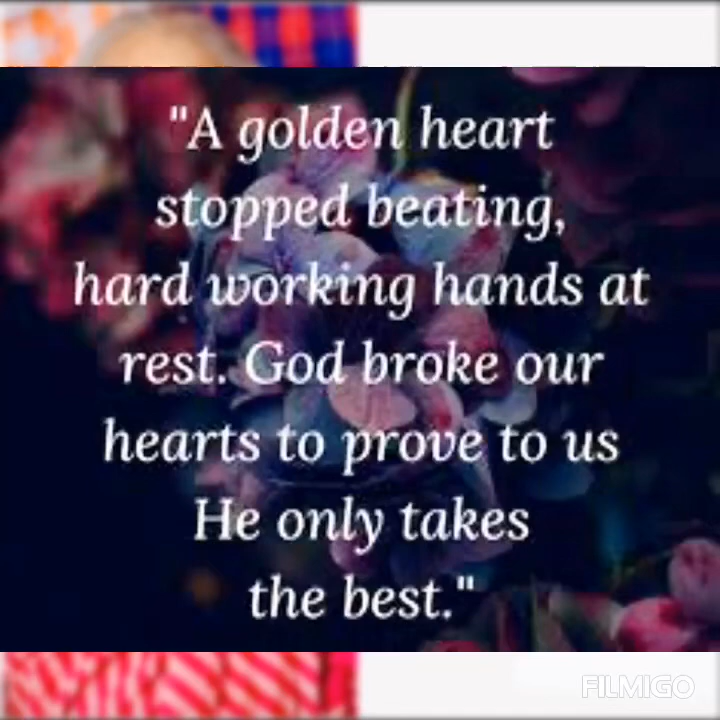 "A golden heart
stopped beating,
hard working hands at
rest. God broke our
hearts to prove to us
He only takes
the best."
FILMIGO